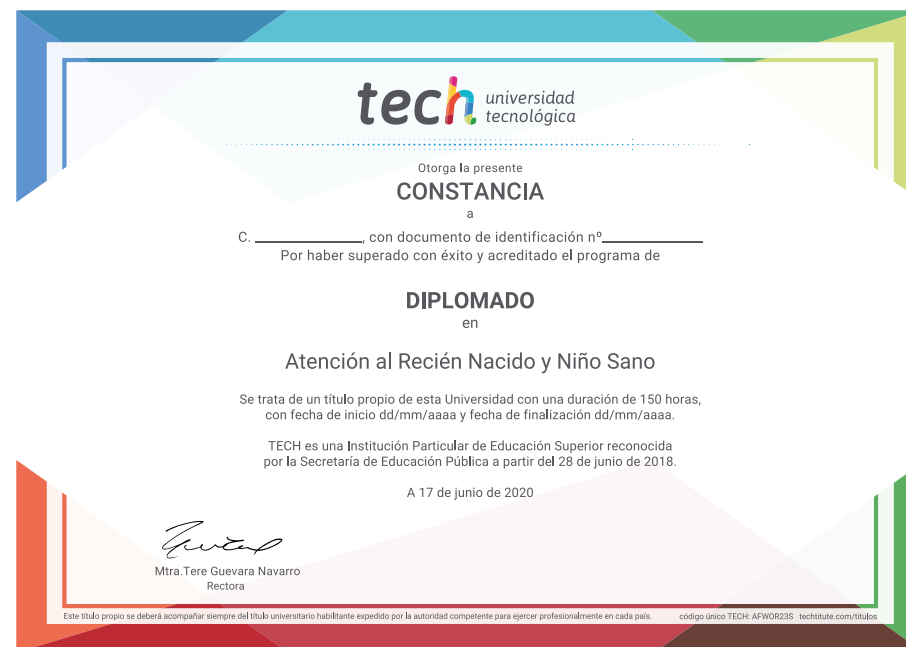 tech universidad
tecnológica
Otorga la presente
CONSTANCIA
a
C. ____________, con documento de identificación nº____________
Por haber superado con éxito y acreditado el programa de
DIPLOMADO
en
Atención al Recién Nacido y Niño Sano
Se trata de un título propio de esta Universidad con una duración de 150 horas,
con fecha de inicio dd/mm/aaaa y fecha de finalización dd/mm/aaaa.
TECH es una Institución Particular de Educación Superior reconocida
por la Secretaría de Educación Pública a partir del 28 de junio de 2018.
A 17 de junio de 2020
Mtra.Tere Guevara Navarro
Rectora
Este título propio se deberá acompañar siempre del título universitario habilitante expedido por la autoridad competente para ejercer profesionalmente en cada país. código único TECH: AFWOR23S techtitute.com/titulos